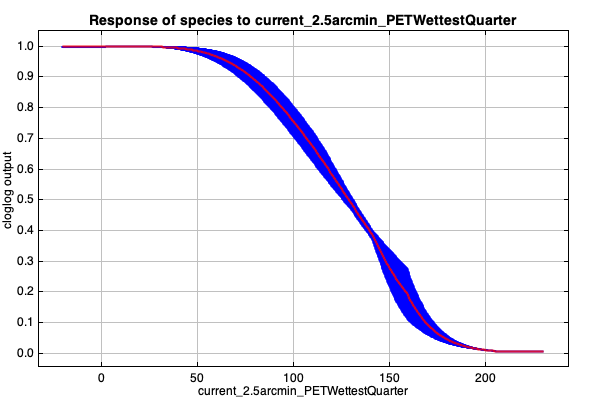 Response of species to current_2.5arcmin_PETWettestQuarter
1.0
0.9
0.8
0.7
0.6
0.5
0.4
0.3
0.2
0.1
0.0
cloglog output
0 50 100 150 200
current_2.5arcmin_PETWettestQuarter